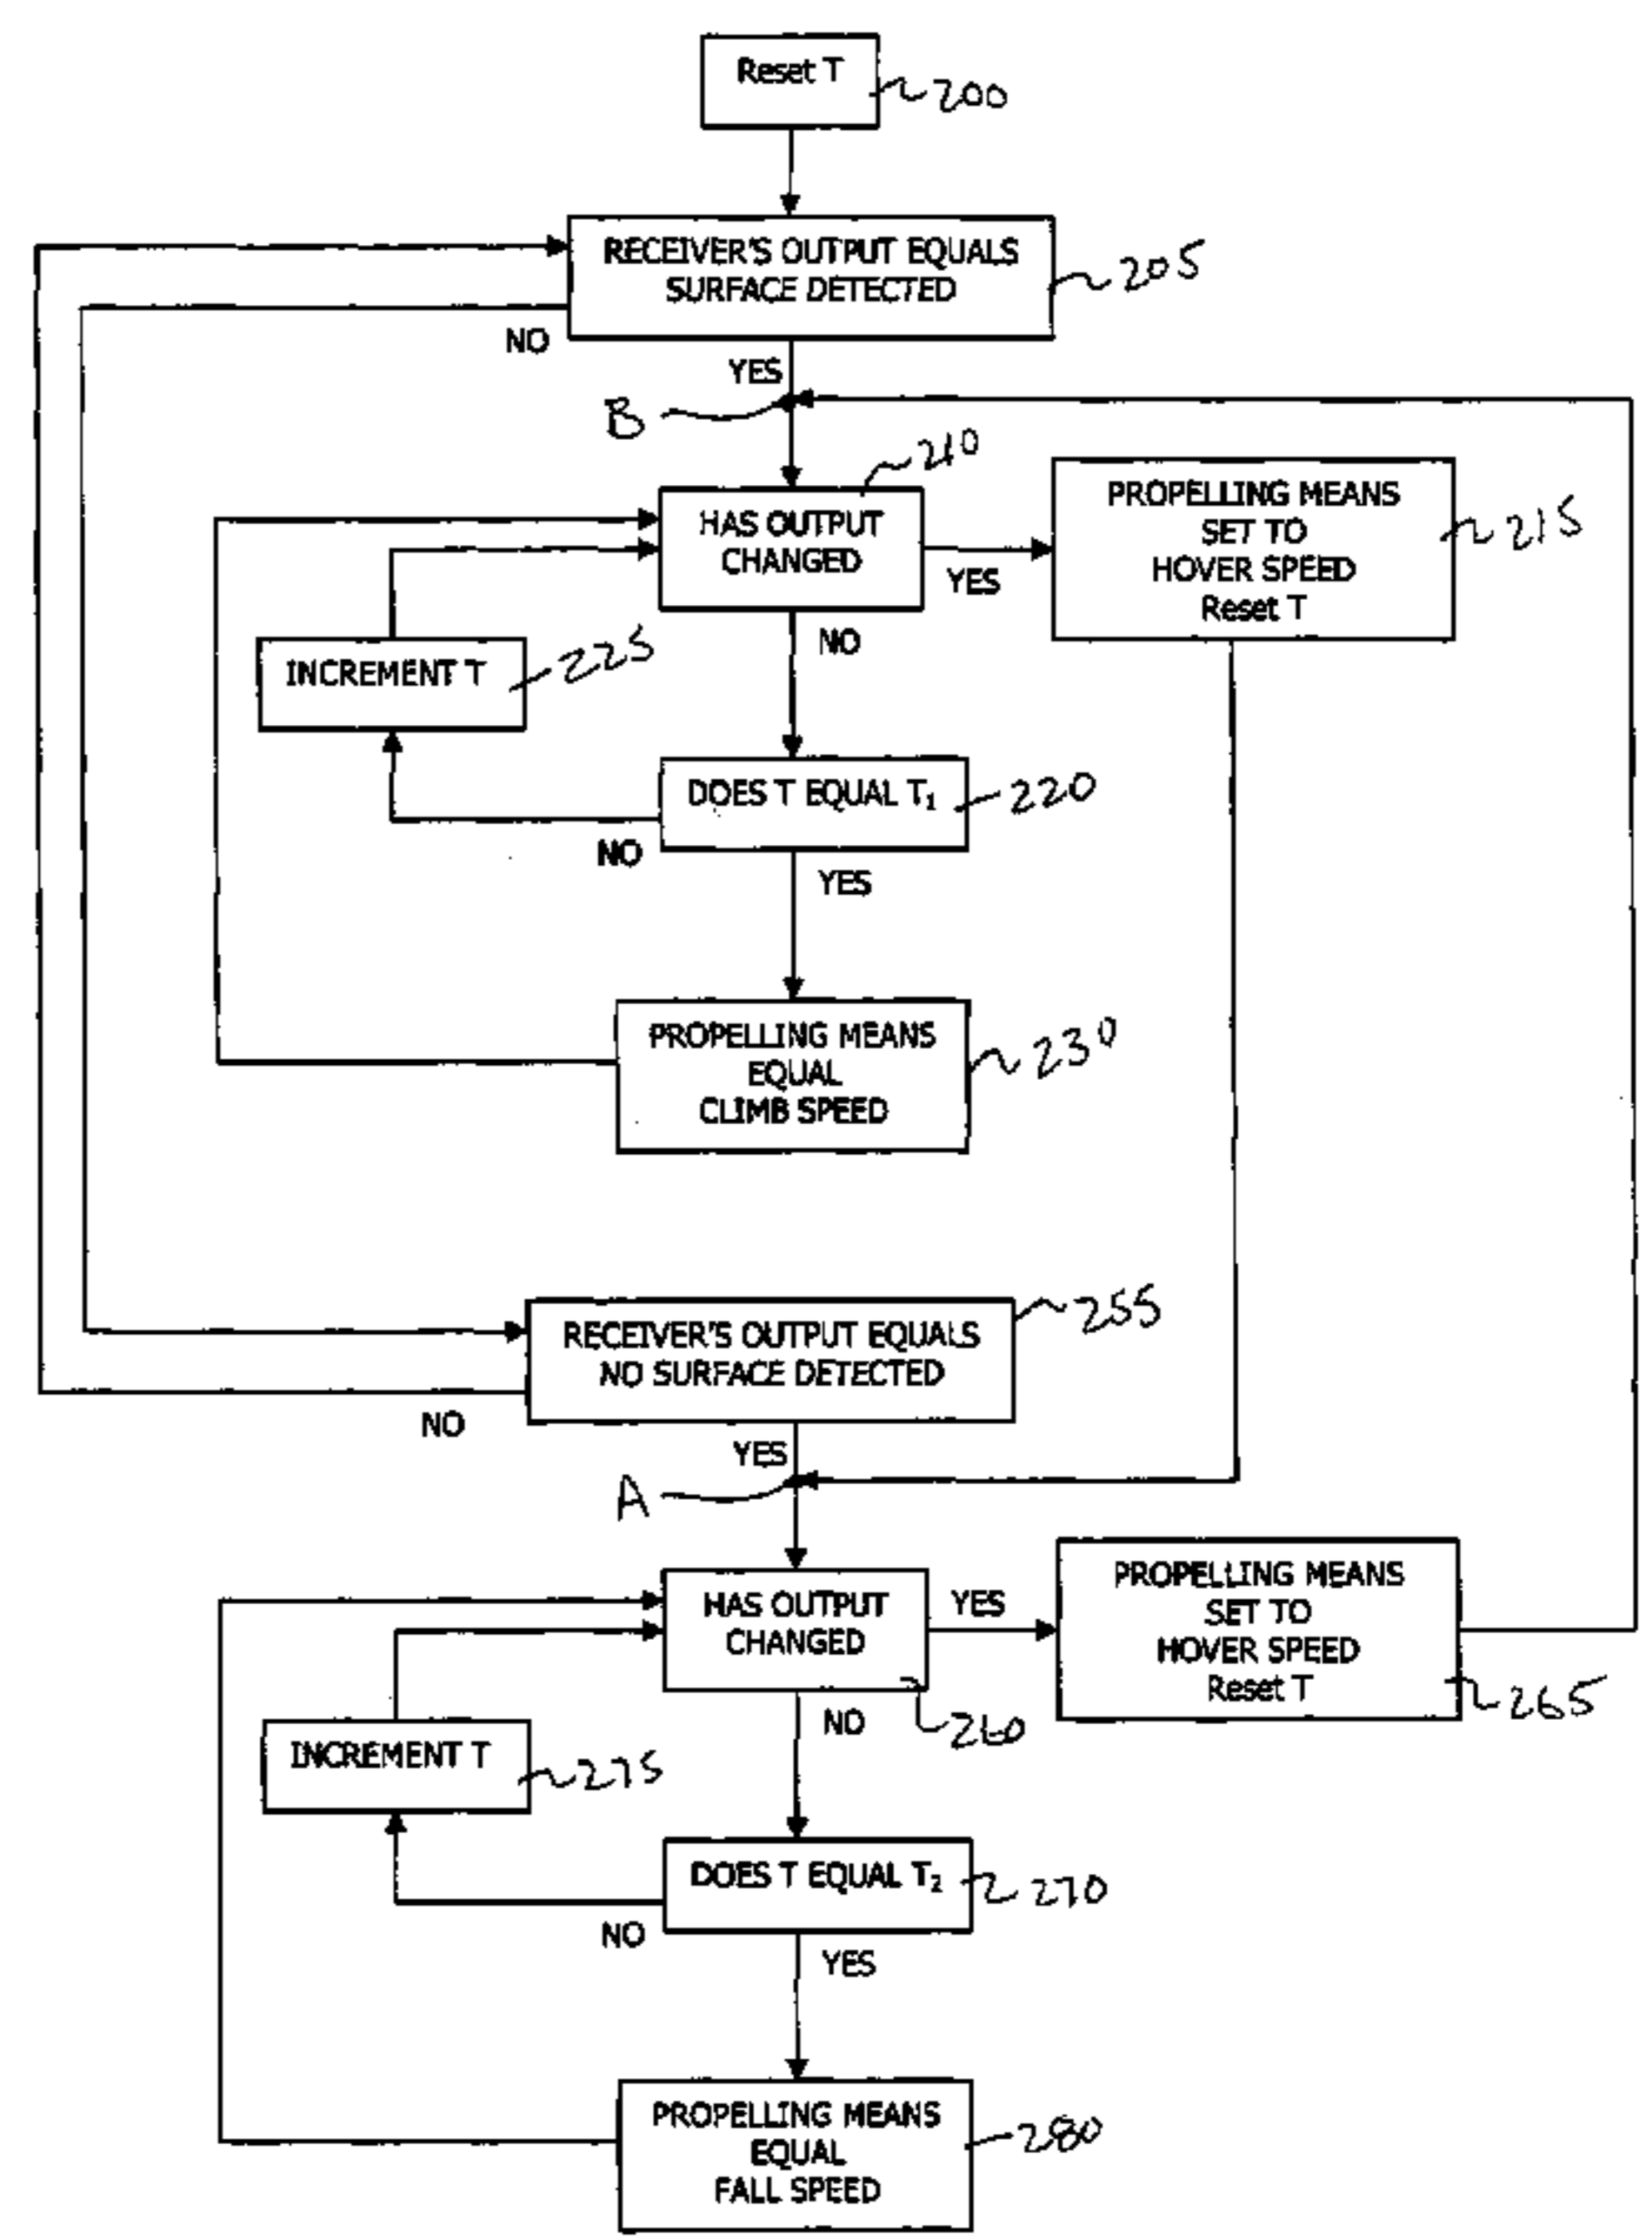 Reset T
200
RECEIVER'S OUTPUT EQUALS
SURFACE DETECTED
205
NO
YES
B
210
HAS OUTPUT
CHANGED
YES
PROPELLING MEANS
SET TO
HOVER SPEED
Reset T
215
NO
INCREMENT T
225
DOES T EQUAL T₁
220
NO
YES
PROPELLING MEANS
EQUAL
CLIMB SPEED
230
RECEIVER'S OUTPUT EQUALS
NO SURFACE DETECTED
255
NO
YES
A
HAS OUTPUT
CHANGED
260
YES
PROPELLING MEANS
SET TO
HOVER SPEED
Reset T
265
NO
INCREMENT T
275
DOES T EQUAL T₂
270
NO
YES
PROPELLING MEANS
EQUAL
FALL SPEED
280